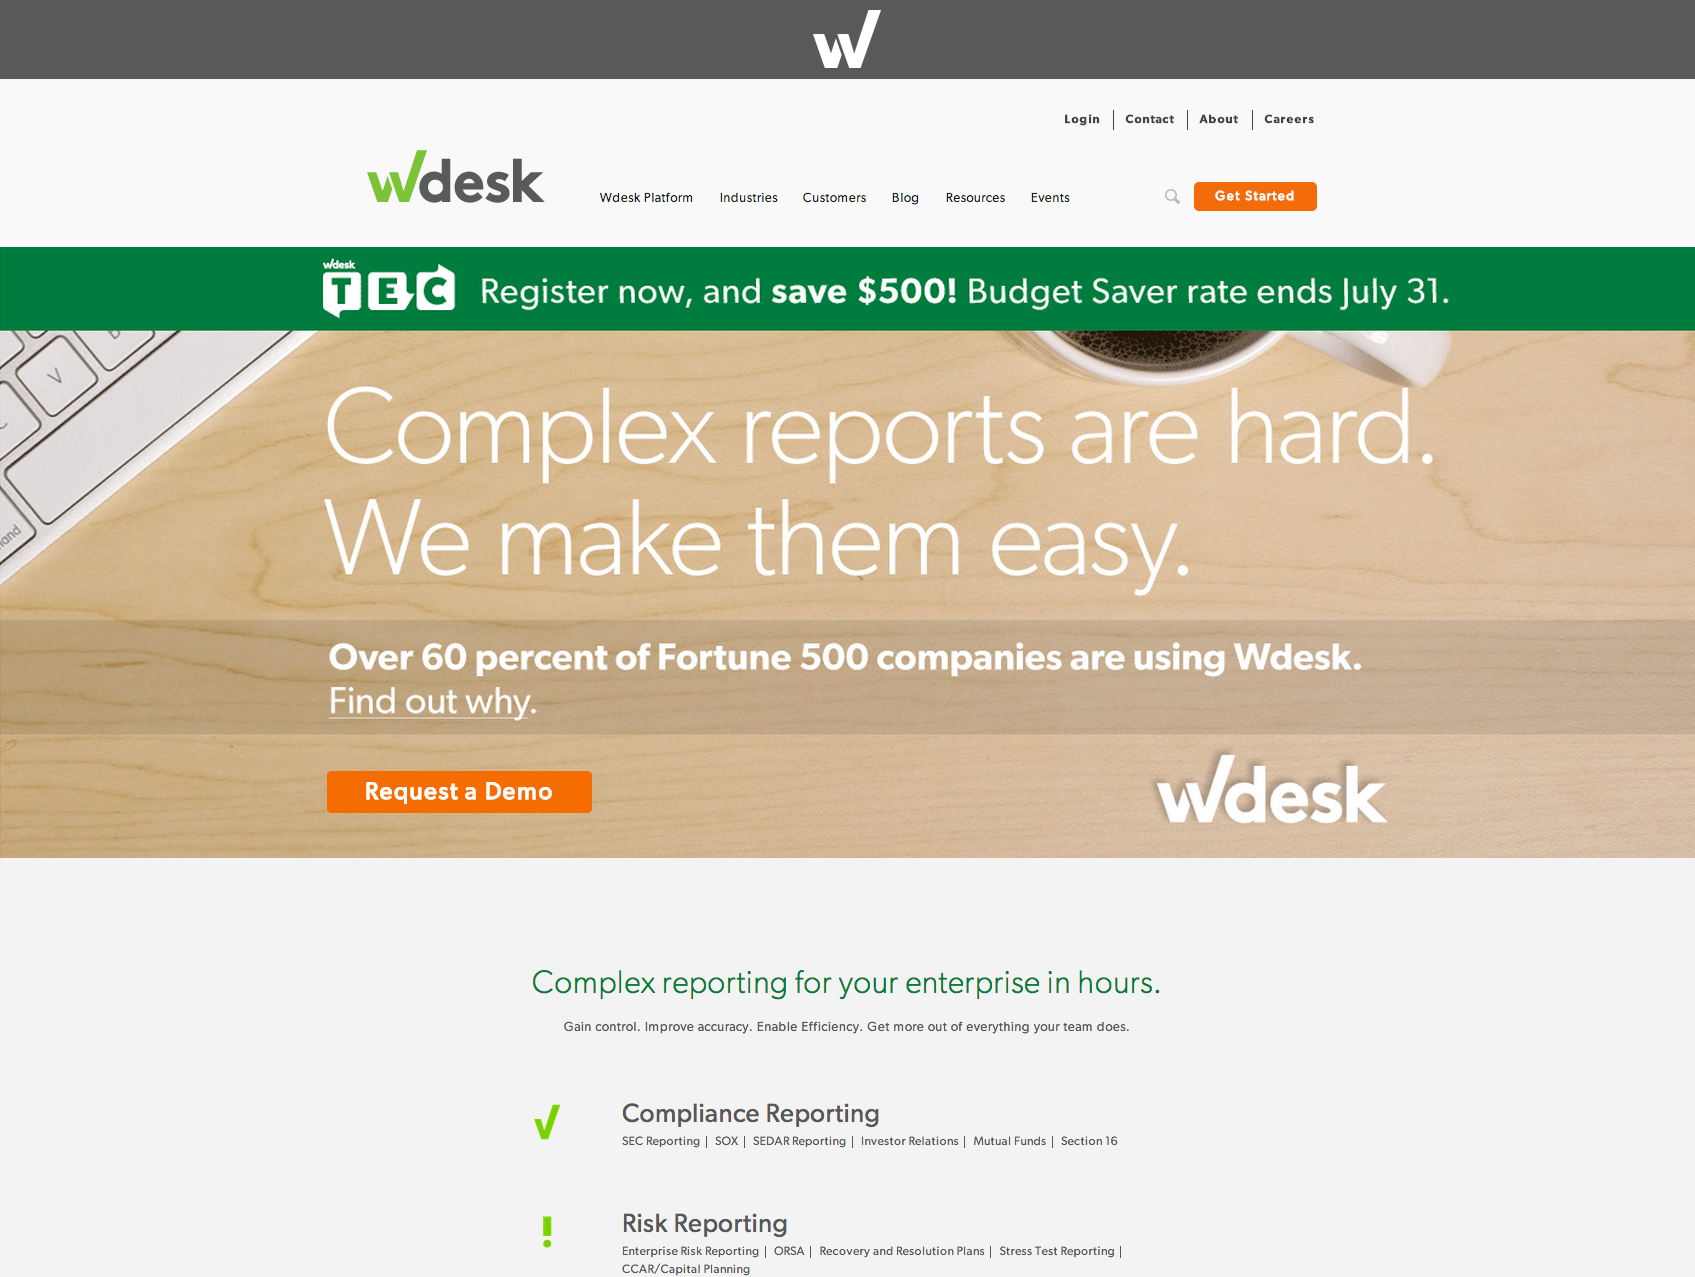 W
Login | Contact | About | Careers
Wdesk
Wdesk Platform Industries Customers Blog Resources Events
Get Started
wdesk
TEC
Register now, and save $500! Budget Saver rate ends July 31.
V
B
C
Complex reports are hard.
We make them easy.
Over 60 percent of Fortune 500 companies are using Wdesk.
Find out why.
Request a Demo
Wdesk
Complex reporting for your enterprise in hours.
Gain control. Improve accuracy. Enable Efficiency. Get more out of everything your team does.
Compliance Reporting
SEC Reporting | SOX | SEDAR Reporting | Investor Relations | Mutual Funds | Section 16
!
Risk Reporting
Enterprise Risk Reporting | ORSA | Recovery and Resolution Plans | Stress Test Reporting |
CCAR/Capital Planning